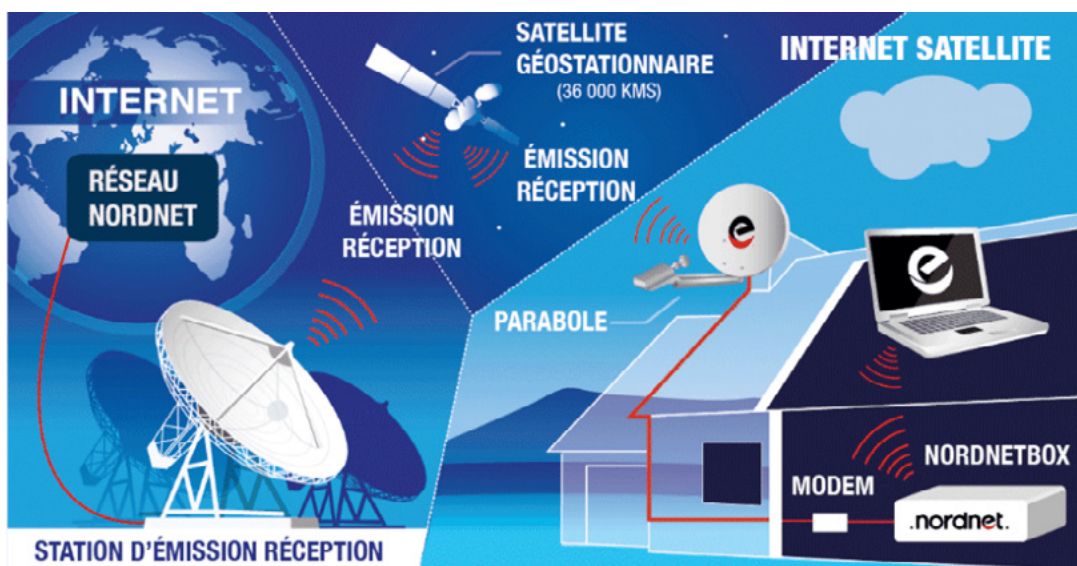 INTERNET
RÉSEAU
NORDNET
SATELLITE
GÉOSTATIONNAIRE
(36 000 KMS)
ÉMISSION
RÉCEPTION
ÉMISSION
RÉCEPTION
STATION D'ÉMISSION RÉCEPTION
INTERNET SATELLITE
PARABOLE
e
e
NORDNETBOX
MODEM
.nordnet.